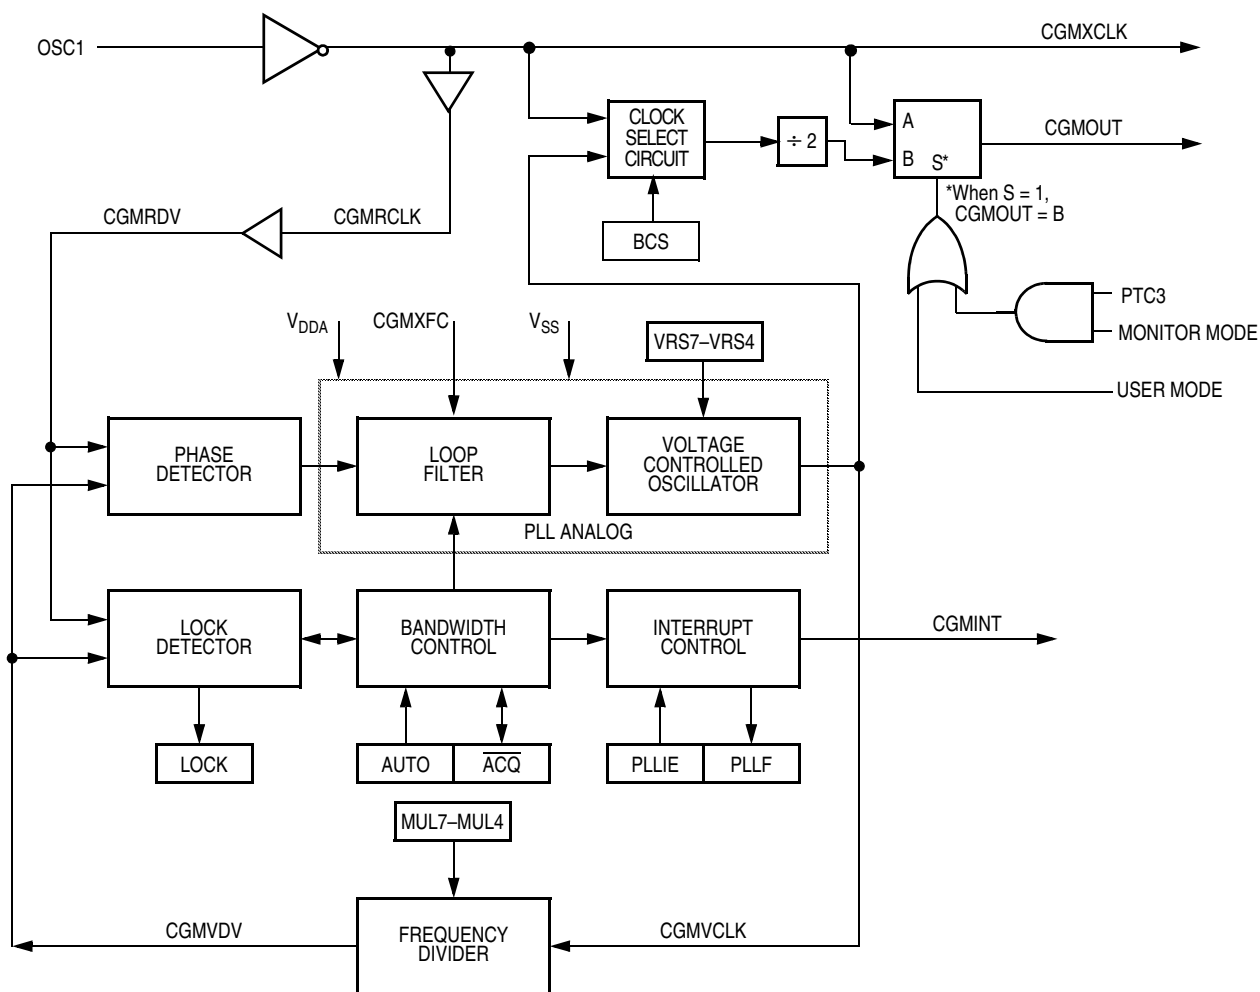 OSC1
CGMXCLK
CLOCK
SELECT
CIRCUIT
÷ 2
A
B
S*
CGMOUT
*When S = 1,
CGMOUT = B
BCS
CGMRDV
CGMRCLK
PTC3
MONITOR MODE
USER MODE
VDDA
CGMXFC
VSS
VRS7–VRS4
PHASE
DETECTOR
LOOP
FILTER
VOLTAGE
CONTROLLED
OSCILLATOR
PLL ANALOG
LOCK
DETECTOR
BANDWIDTH
CONTROL
INTERRUPT
CONTROL
CGMINT
LOCK
AUTO
ACQ
PLLIE
PLLF
MUL7–MUL4
CGMVDV
FREQUENCY
DIVIDER
CGMVCLK